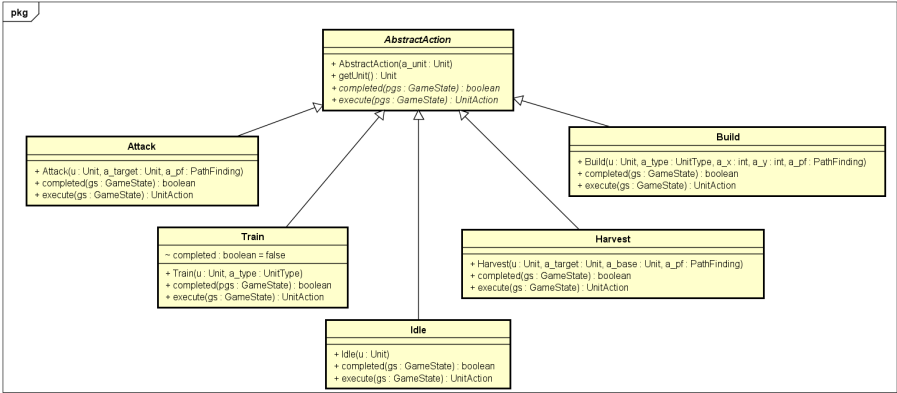 pkg
AbstractAction
+ AbstractAction(a_unit : Unit)
+ getUnit() : Unit
+ completed(pgs : GameState) : boolean
+ execute(pgs : GameState) : UnitAction
Attack
+ Attack(u : Unit, a_target : Unit, a_pf : PathFinding)
+ completed(gs : GameState) : boolean
+ execute(gs : GameState) : UnitAction
Build
+ Build(u : Unit, a_type : UnitType, a_x : int, a_y : int, a_pf : PathFinding)
+ completed(gs : GameState) : boolean
+ execute(gs : GameState) : UnitAction
Train
~ completed : boolean = false
+ Train(u : Unit, a_type : UnitType)
+ completed(pgs : GameState) : boolean
+ execute(gs : GameState) : UnitAction
Harvest
+ Harvest(u : Unit, a_target : Unit, a_base : Unit, a_pf : PathFinding)
+ completed(gs : GameState) : boolean
+ execute(gs : GameState) : UnitAction
Idle
+ Idle(u : Unit)
+ completed(gs : GameState) : boolean
+ execute(gs : GameState) : UnitAction